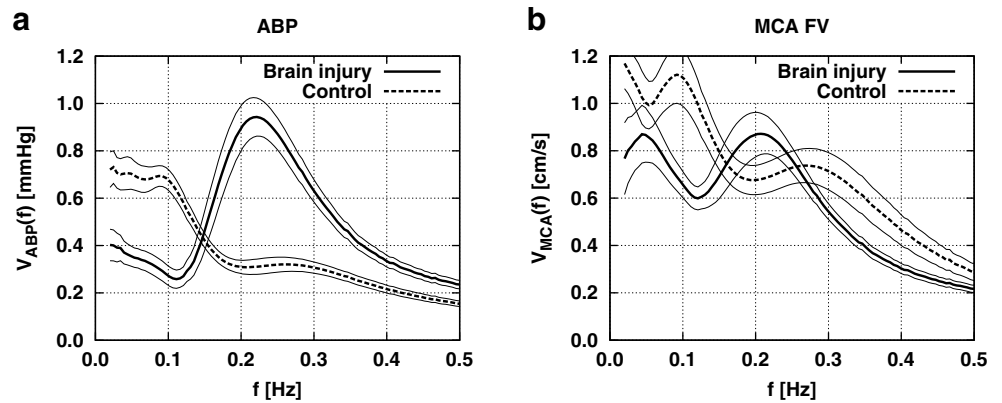 a
ABP
V_ABP(f) [mmHg]
1.2
1.0
0.8
0.6
0.4
0.2
0.0
Brain injury
Control
0.0 0.1 0.2 0.3 0.4 0.5
f [Hz]
b
MCA FV
V_MCA(f) [cm/s]
1.2
1.0
0.8
0.6
0.4
0.2
0.0
Brain injury
Control
0.0 0.1 0.2 0.3 0.4 0.5
f [Hz]